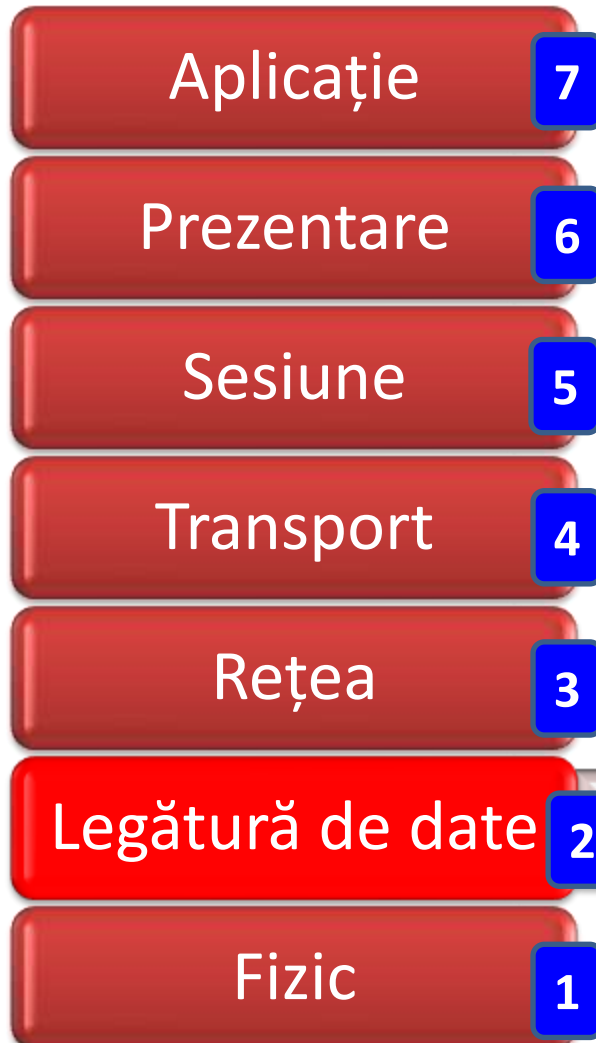 Aplicație 7
Prezentare 6
Sesiune 5
Transport 4
Rețea 3
Legătură de date 2
Fizic 1